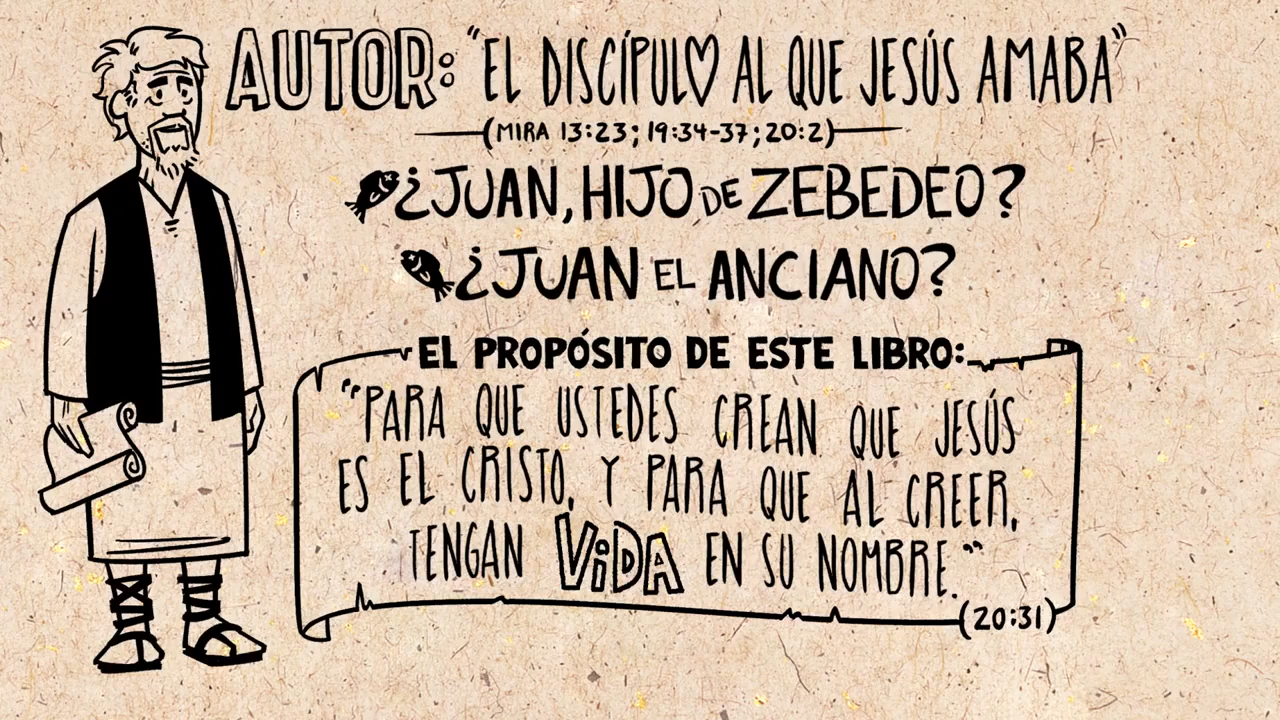 AUTOR: "EL DISCÍPULO AL QUE JESÚS AMABA"
(MIRA 13:23; 19:34-37; 20:2)
¿JUAN, HIJO DE ZEBEDEO?
¿JUAN EL ANCIANO?
EL PROPÓSITO DE ESTE LIBRO:
"PARA QUE USTEDES CREAN QUE JESÚS
ES EL CRISTO, Y PARA QUE AL CREER,
TENGAN VIDA EN SU NOMBRE."
(20:31)